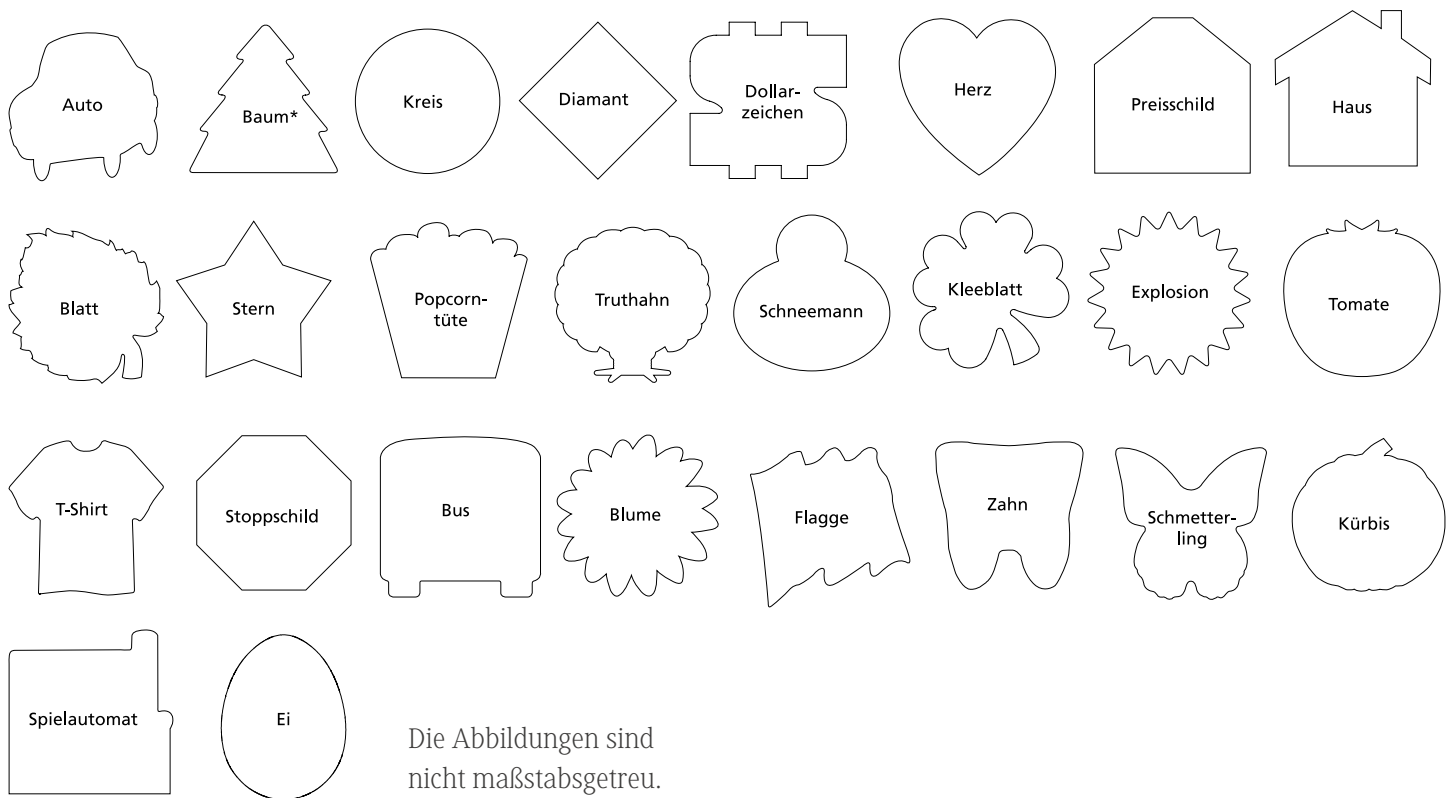 Auto
Baum*
Kreis
Diamant
Dollar-
zeichen
Herz
Preisschild
Haus
Blatt
Stern
Popcorn-
tüte
Truthahn
Schneemann
Kleeblatt
Explosion
Tomate
T-Shirt
Stoppschild
Bus
Blume
Flagge
Zahn
Schmetter-
ling
Kürbis
Spielautomat
Ei
Die Abbildungen sind
nicht maßstabsgetreu.